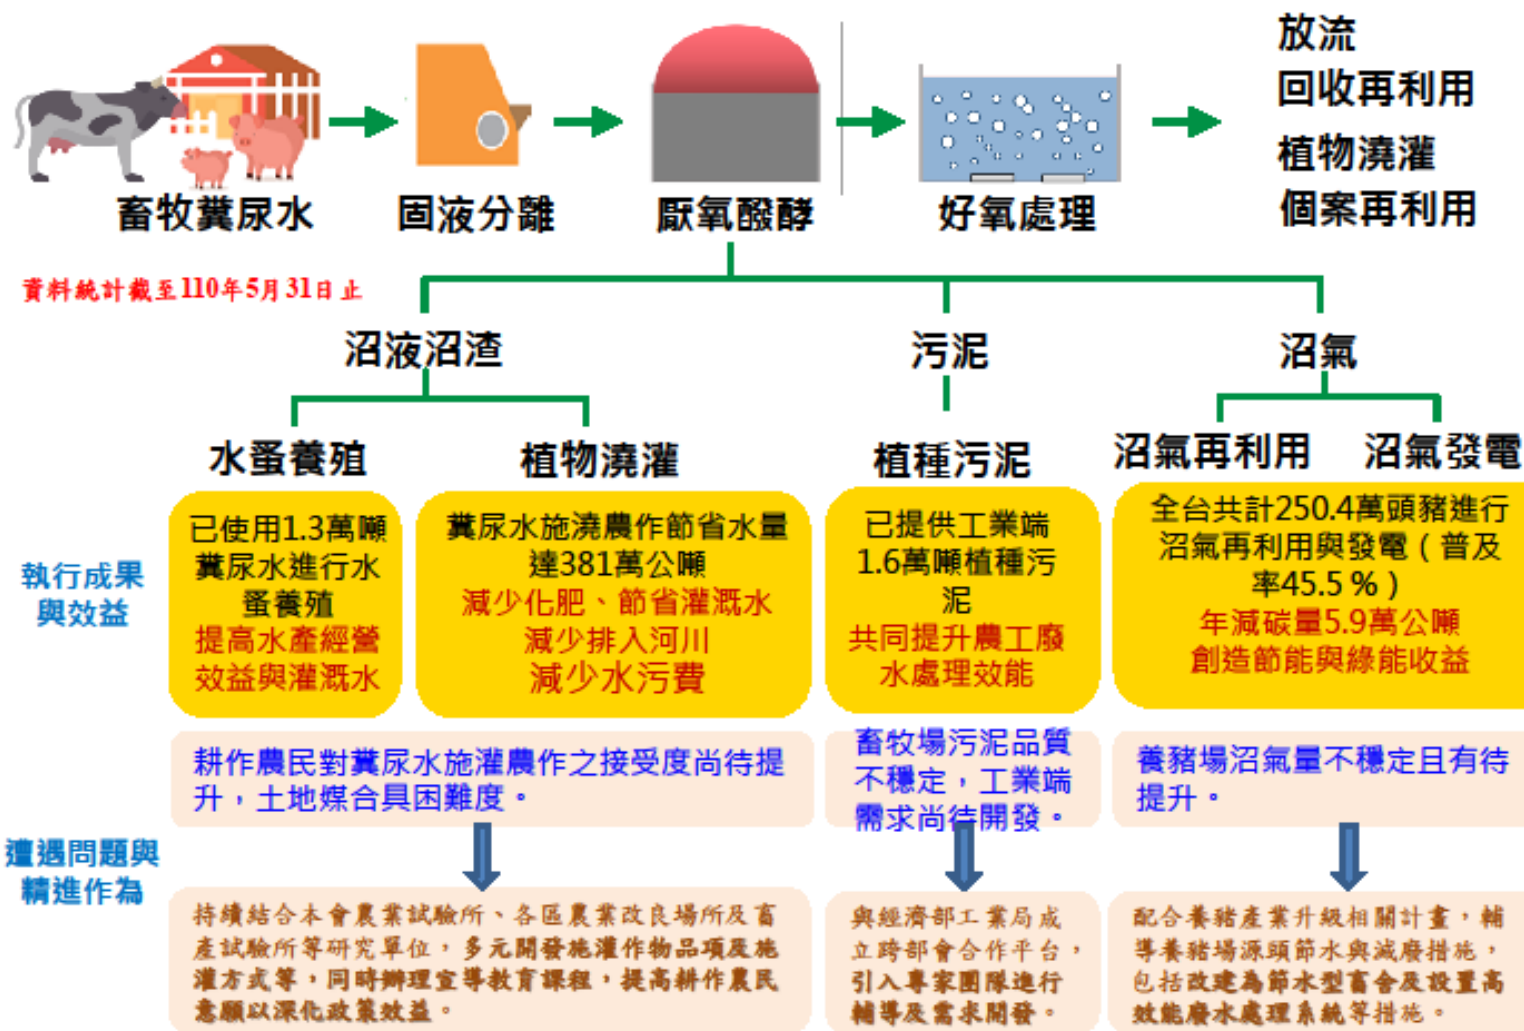 放流
回收再利用
植物澆灌
個案再利用
畜牧糞尿水
固液分離
厭氧醱酵
好氧處理
資料統計截至110年5月31日止
沼液沼渣
污泥
沼氣
水蚤養殖
植物澆灌
植種污泥
沼氣再利用
沼氣發電
執行成果
與效益
已使用1.3萬噸
糞尿水進行水
蚤養殖
提高水產經營
效益與灌溉水
糞尿水施澆農作節省水量
達381萬公噸
減少化肥、節省灌溉水
減少排入河川
減少水污費
已提供工業端
1.6萬噸植種污
泥
共同提升農工廢
水處理效能
全台共計250.4萬頭豬進行
沼氣再利用與發電（普及
率45.5％）
年減碳量5.9萬公噸
創造節能與綠能收益
遭遇問題與
精進作為
耕作農民對糞尿水施灌農作之接受度尚待提
升，土地媒合具困難度。
畜牧場污泥品質
不穩定，工業端
需求尚待開發。
養豬場沼氣量不穩定且有待
提升。
持續結合本會農業試驗所、各區農業改良場所及畜
產試驗所等研究單位，多元開發施灌作物品項及施
灌方式等，同時辦理宣導教育課程，提高耕作農民
意願以深化政策效益。
與經濟部工業局成
立跨部會合作平台，
引入專家團隊進行
輔導及需求開發。
配合養豬產業升級相關計畫，輔
導養豬場源頭節水與減廢措施，
包括改建為節水型畜舍及設置高
效能廢水處理系統等措施。